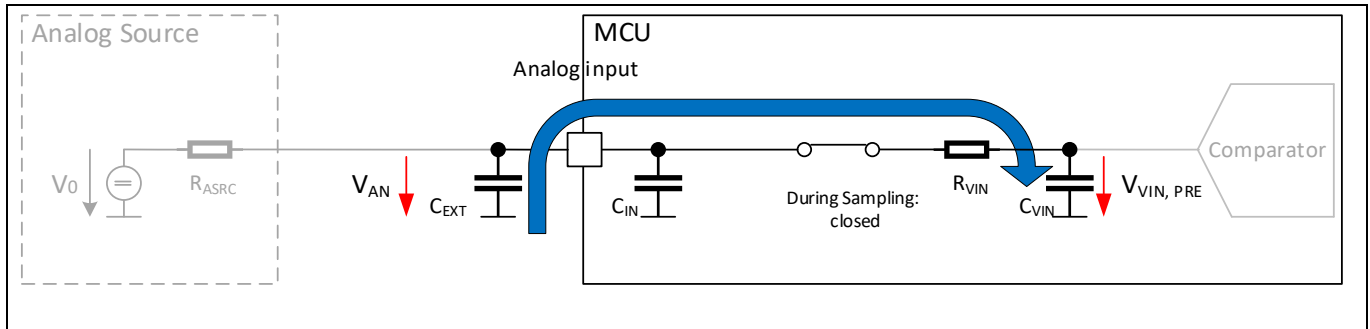 Analog Source
MCU
Analog input
V0
RASRC
VAN
CEXT
CIN
During Sampling:
closed
RVIN
CVIN
VVIN, PRE
Comparator